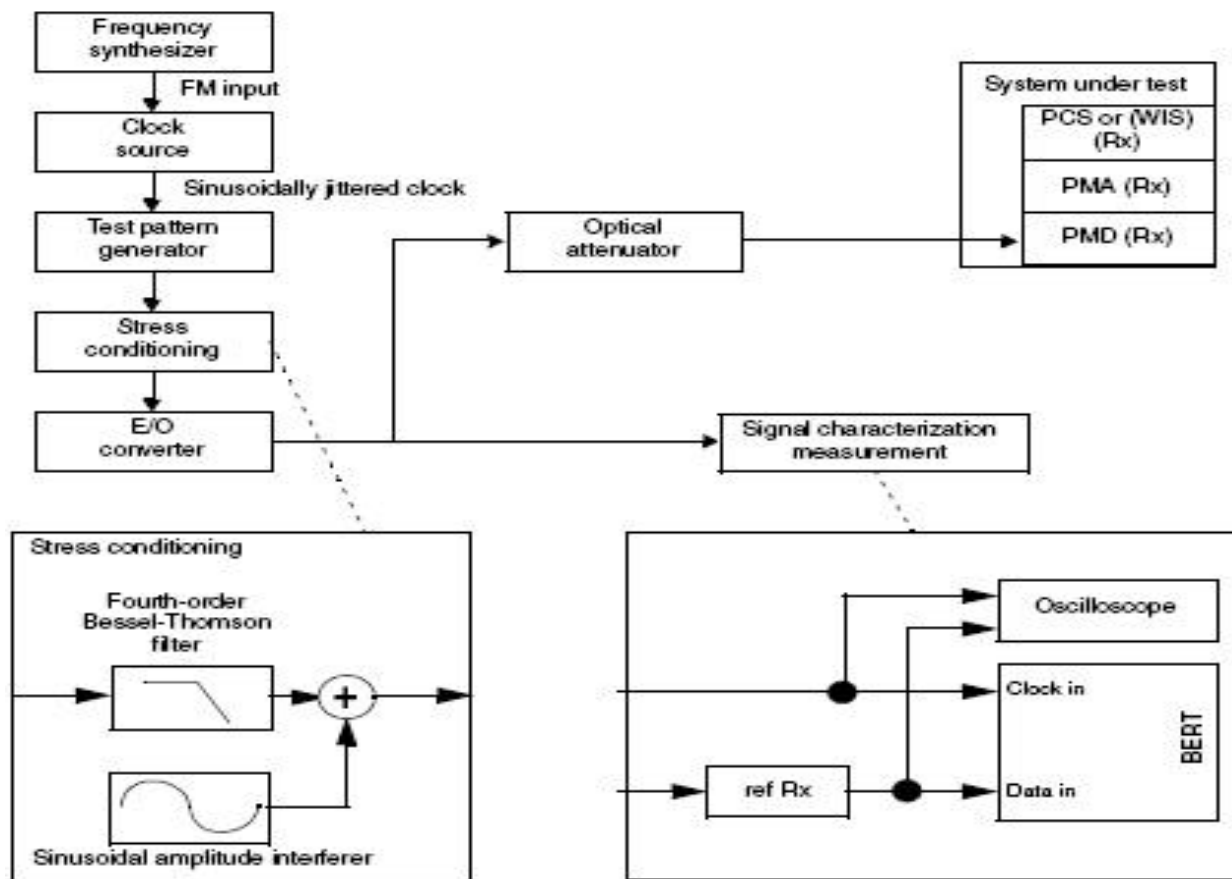 Frequency
synthesizer
FM input
Clock
source
Sinusoidally jittered clock
Test pattern
generator
Stress
conditioning
E/O
converter
Optical
attenuator
System under test
PCS or (WIS)
(Rx)
PMA (Rx)
PMD (Rx)
Signal characterization
measurement
Stress conditioning
Fourth-order
Bessel-Thomson
filter
+
Sinusoidal amplitude interferer
Oscilloscope
Clock in
BERT
ref Rx
Data in